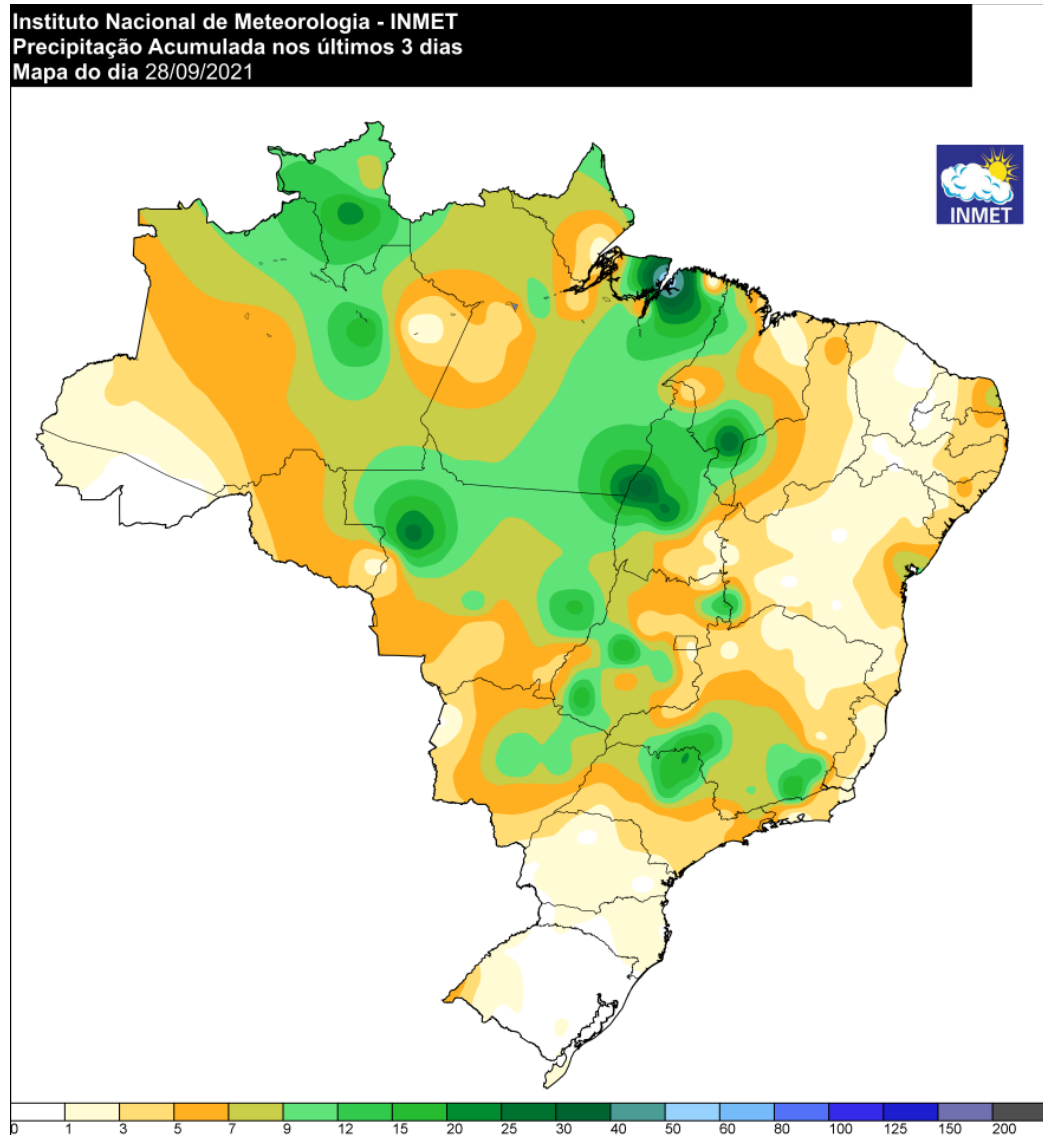 Instituto Nacional de Meteorologia - INMET
Precipitação Acumulada nos últimos 3 dias
Mapa do dia 28/09/2021
INMET
0 1 3 5 7 9 12 15 20 25 30 40 50 60 80 100 125 150 200